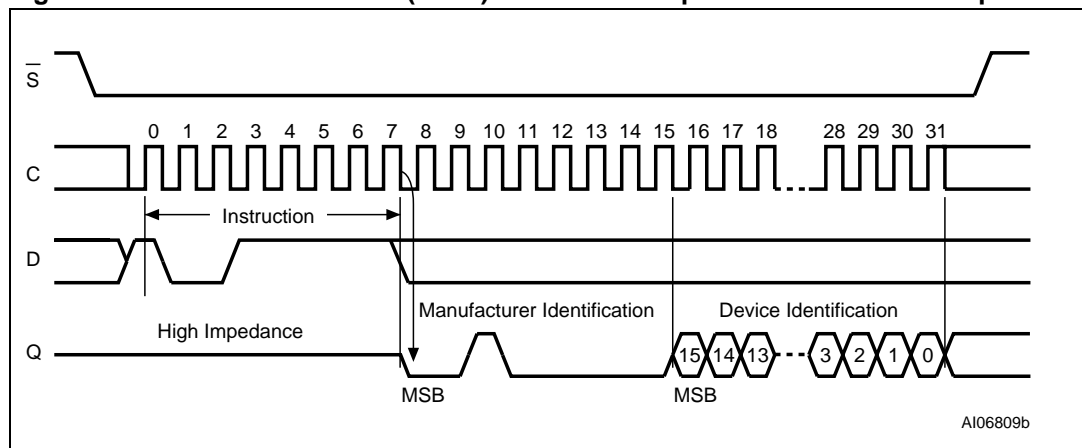 S
0 1 2 3 4 5 6 7 8 9 10 11 12 13 14 15 16 17 18 28 29 30 31
C
Instruction
D
Manufacturer Identification Device Identification
High Impedance
Q 15 14 13 3 2 1 0
MSB MSB
AI06809b